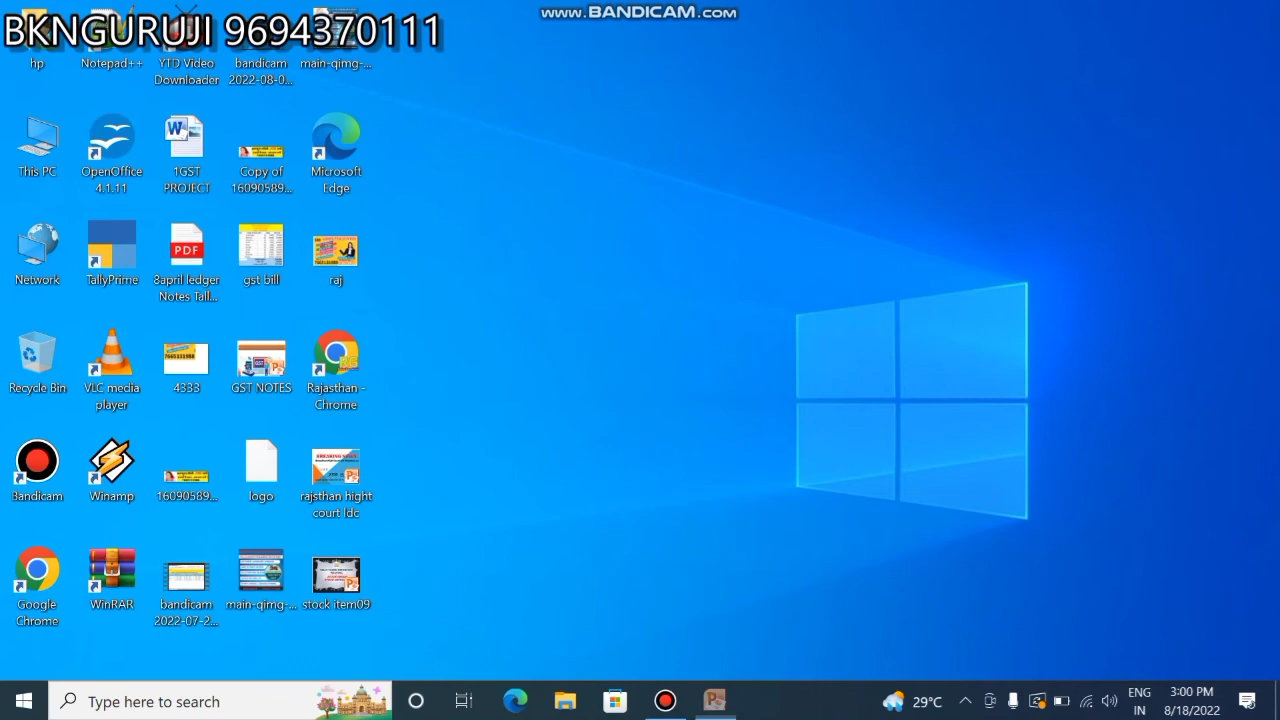 BKNGURUJI 9694370111
www.BANDICAM.com
hp
Notepad++
YTD Video
Downloader
bandicam
2022-08-0...
main-qimg-...
This PC
OpenOffice
4.1.11
1GST
PROJECT
Copy of
16090589...
Microsoft
Edge
Network
TallyPrime
PDF
8april ledger
Notes Tall...
gst bill
raj
Recycle Bin
VLC media
player
4333
GST NOTES
Rajasthan -
Chrome
Bandicam
Winamp
16090589...
logo
rajsthan hight
court ldc
Google
Chrome
WinRAR
bandicam
2022-07-2...
main-qimg-...
stock item09
Type here to search
29°C
ENG
IN
3:00 PM
8/18/2022